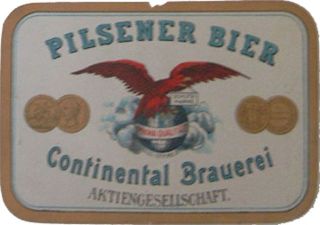 PILSENER BIER
Continental Brauerei
AKTIENGESELLSCHAFT.